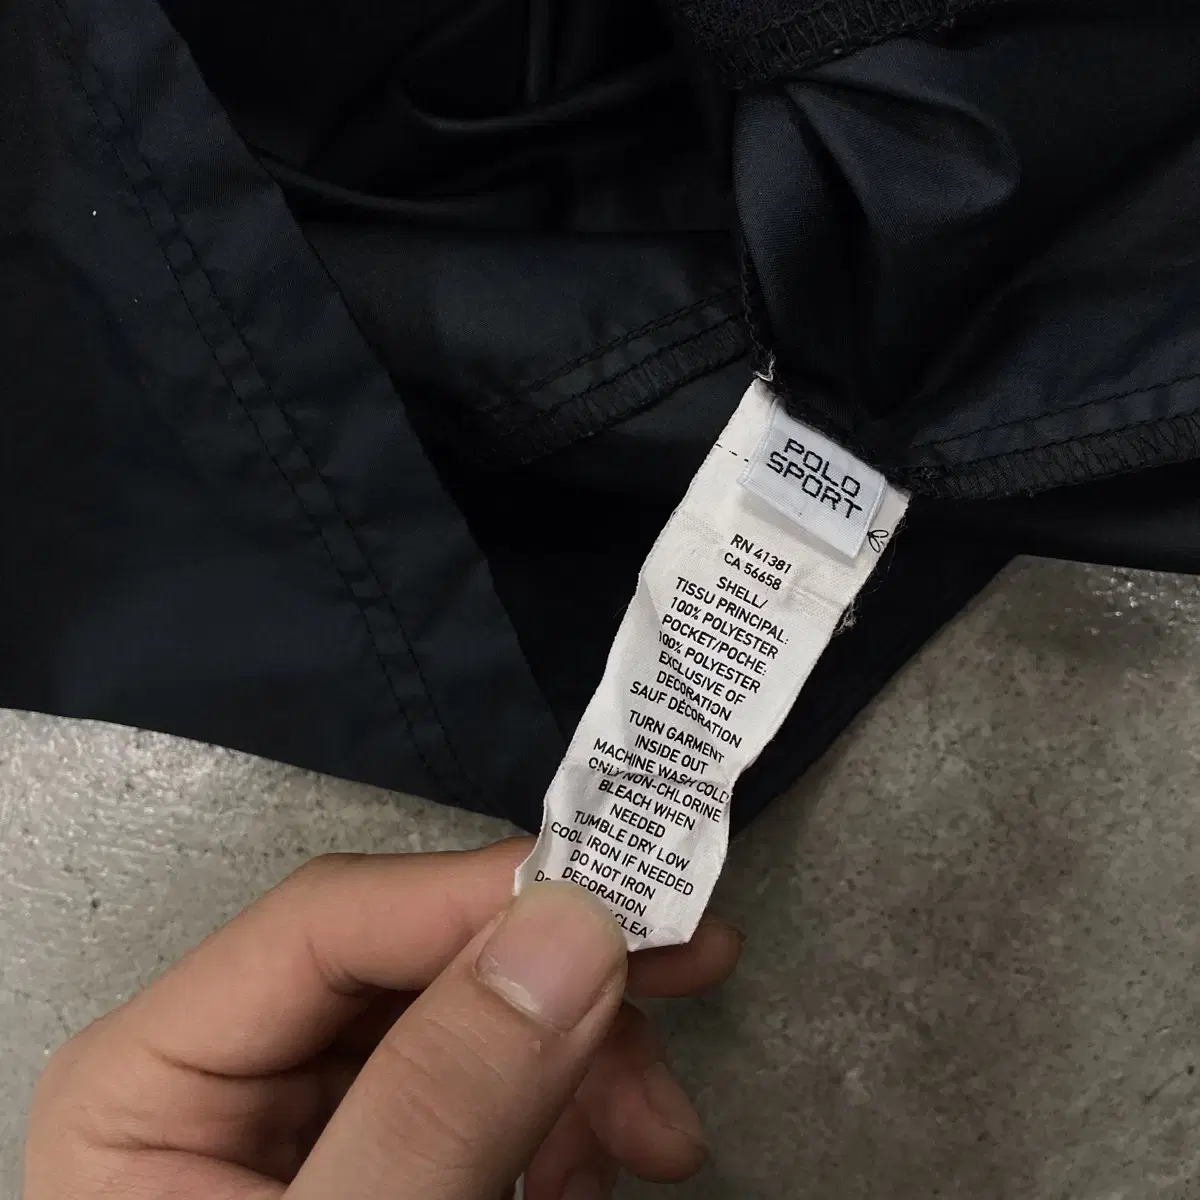 POLO
SPORT
RN 41381
CA 56658
SHELL/
TISSU PRINCIPAL:
100% POLYESTER
POCKET/POCHE:
100% POLYESTER
EXCLUSIVE OF
DECORATION
SAUF DÉCORATION
TURN GARMENT
INSIDE OUT
MACHINE WASH COLD
ONLY NON-CHLORINE
BLEACH WHEN
NEEDED
TUMBLE DRY LOW
COOL IRON IF NEEDED
DO NOT IRON
DECORATION